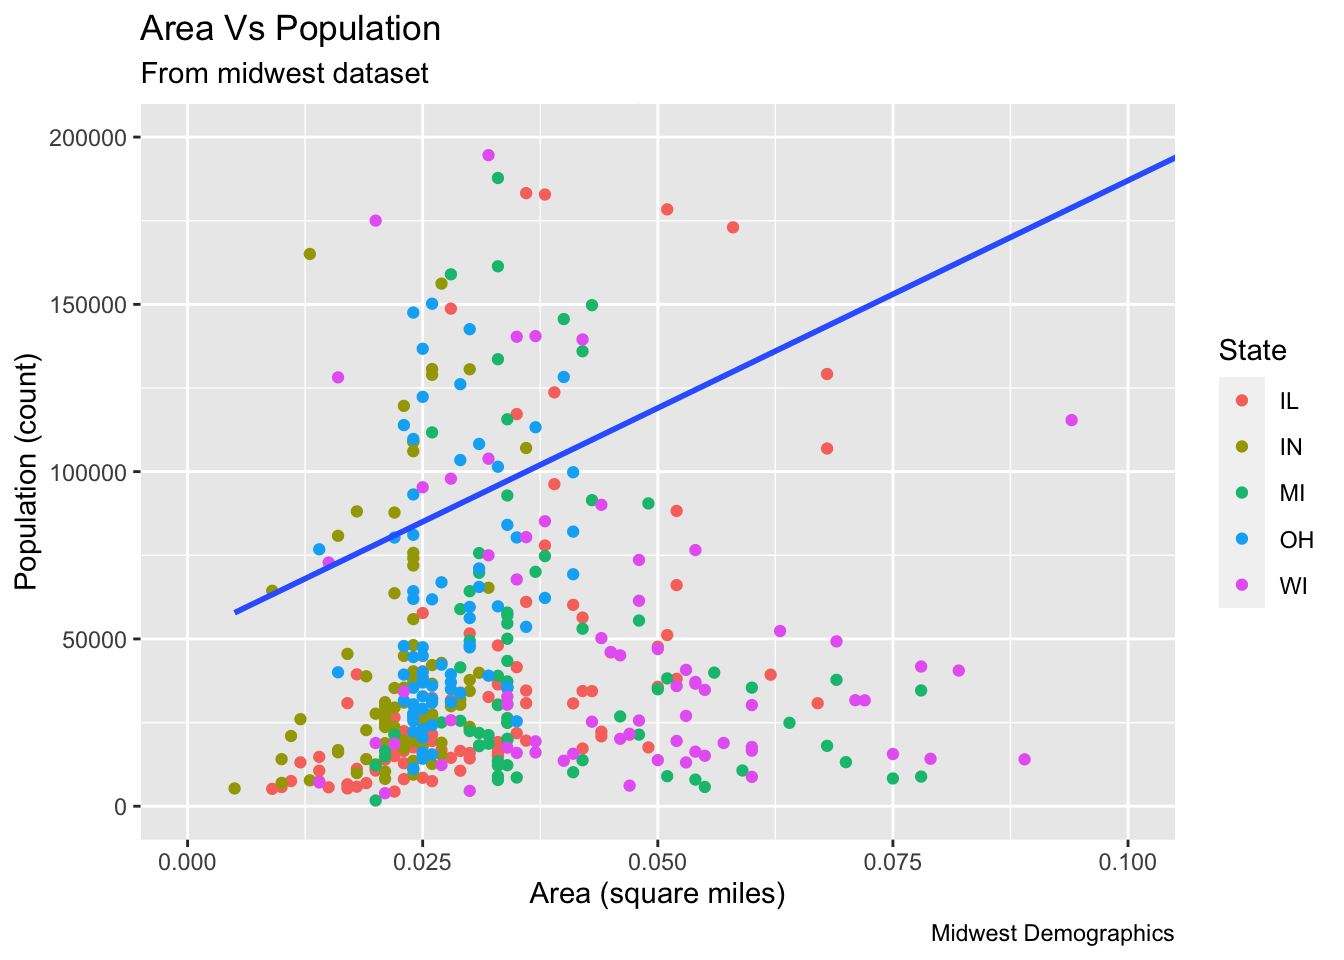 Area Vs Population
From midwest dataset
Population (count)
200000
150000
100000
50000
0
0.000 0.025 0.050 0.075 0.100
Area (square miles)
State
IL
IN
MI
OH
WI
Midwest Demographics